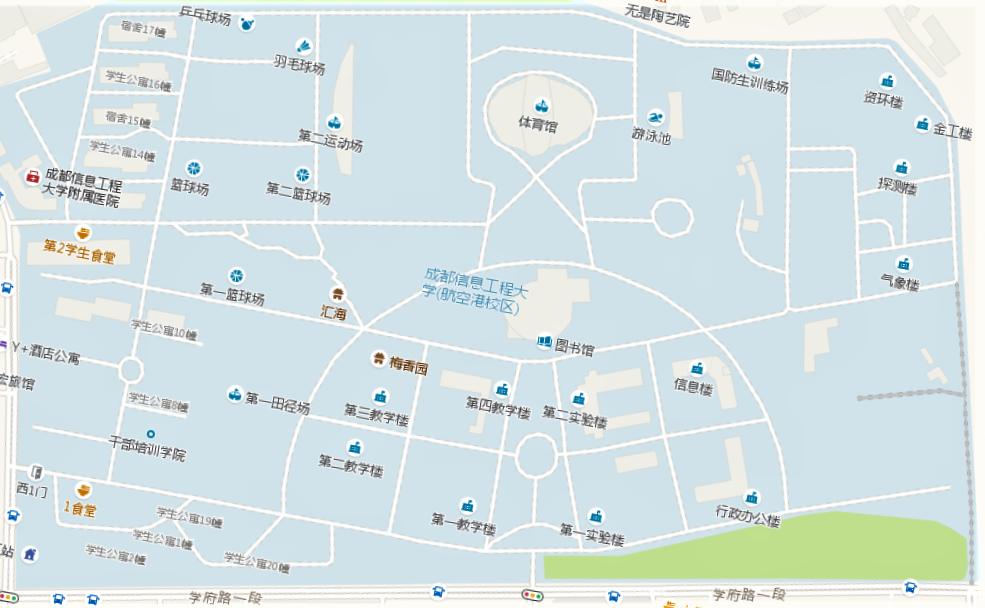 乒乓球场
无是陶艺院
宿舍17幢
羽毛球场
国防生训练场
学生公寓16幢
资环楼
宿舍15幢
体育馆
游泳池
金工楼
第二运动场
学生公寓14幢
成都信息工程
大学附属医院
篮球场
第二篮球场
探测楼
第2学生食堂
气象楼
成都信息工程大
学(航空港校区)
第一篮球场
汇海
学生公寓10幢
图书馆
Y+酒店公寓
梅香园
宏旅馆
信息楼
学生公寓8幢
第一田径场
第三教学楼
第四教学楼
第二实验楼
干部培训学院
第二教学楼
西1门
1食堂
学生公寓19幢
第一教学楼
第一实验楼
行政办公楼
学生公寓1幢
学生公寓2幢
学生公寓20幢
站
学府路一段
学府路一段